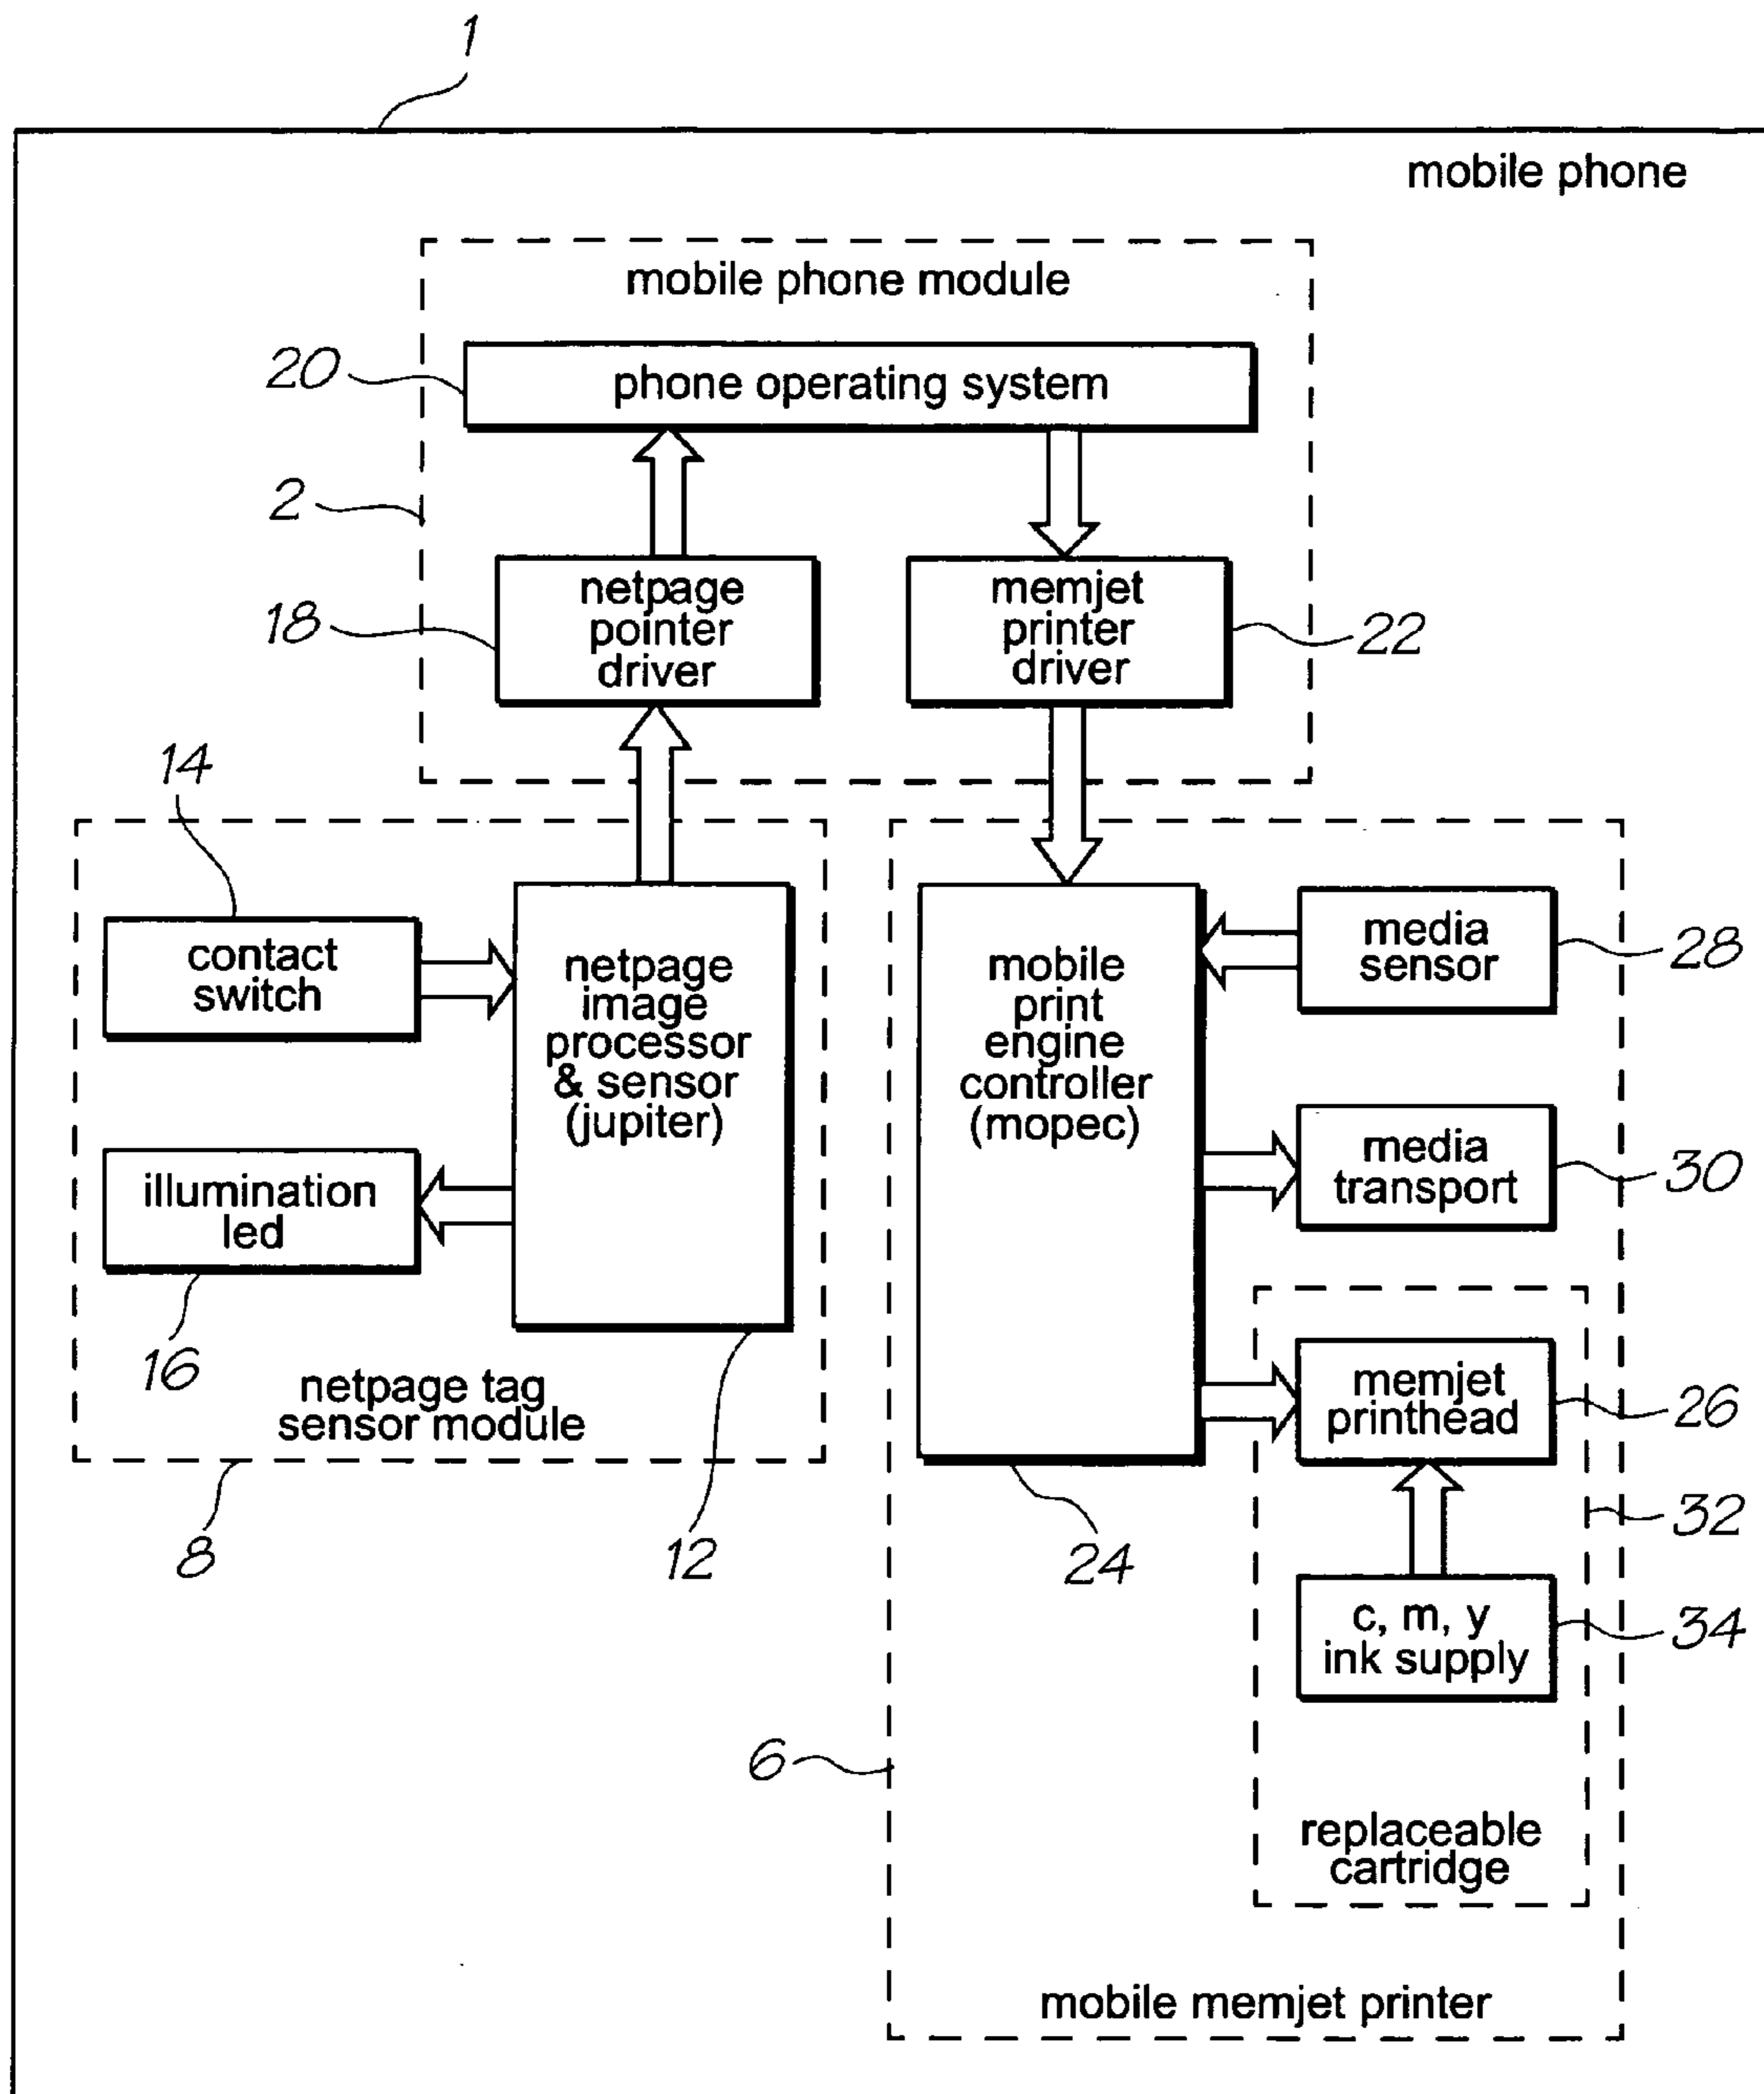 1
mobile phone
mobile phone module
20
phone operating system
2
18
netpage
pointer
driver
memjet
printer
driver
22
14
contact
switch
netpage
image
processor
& sensor
(jupiter)
illumination
led
16
netpage tag
sensor module
8
12
mobile
print
engine
controller
(mopec)
24
media
sensor
28
media
transport
30
memjet
printhead
26
32
c, m, y
ink supply
34
6
replaceable
cartridge
mobile memjet printer